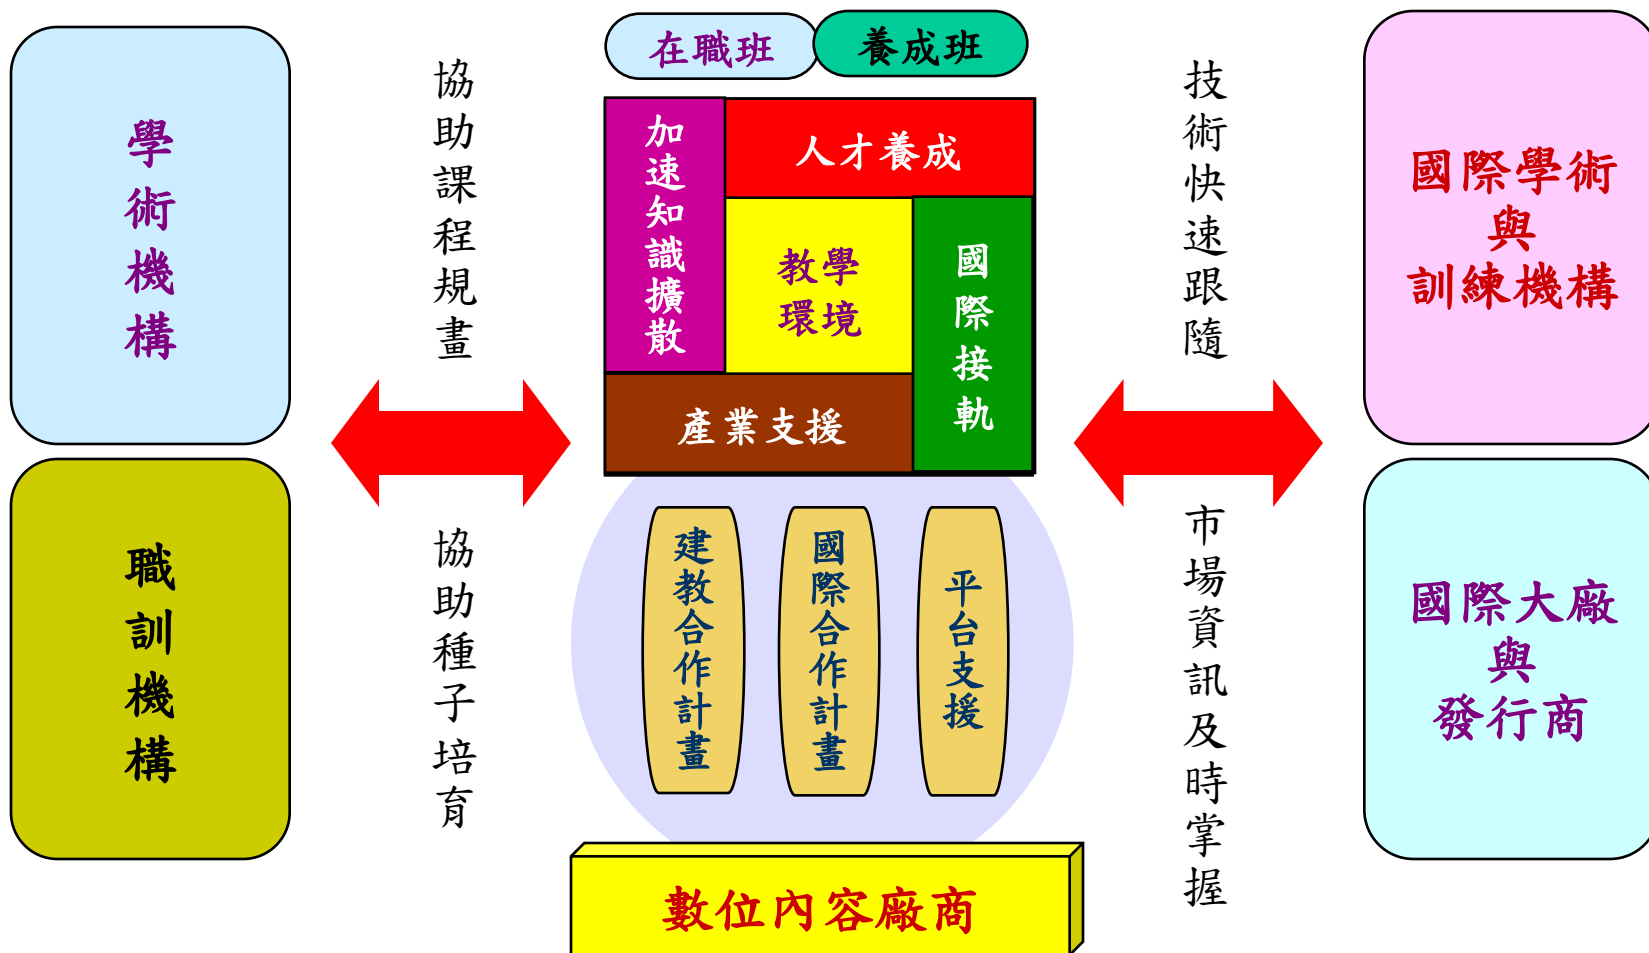 在職班
養成班
學術機構
職訓機構
協助課程規畫
協助種子培育
加速知識擴散
人才養成
教學
環境
國際接軌
產業支援
建教合作計畫
國際合作計畫
平台支援
數位內容廠商
技術快速跟隨
市場資訊及時掌握
國際學術
與
訓練機構
國際大廠
與
發行商